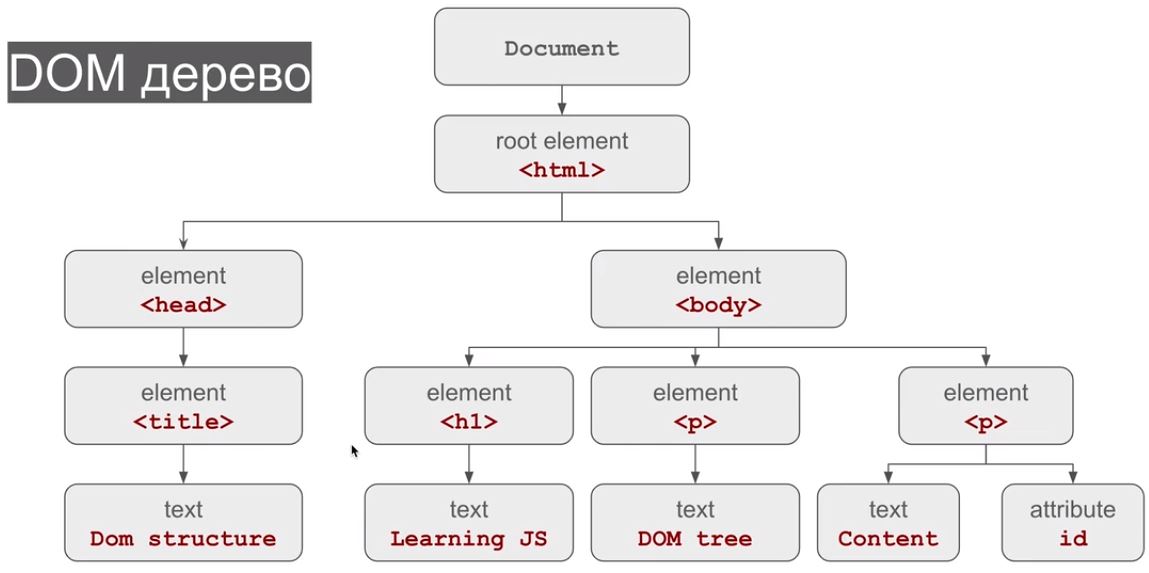 DOM дерево
Document
root element
<html>
element
<head>
element
<body>
element
<title>
element
<h1>
element
<p>
element
<p>
text
Dom structure
text
Learning JS
text
DOM tree
text
Content
attribute
id